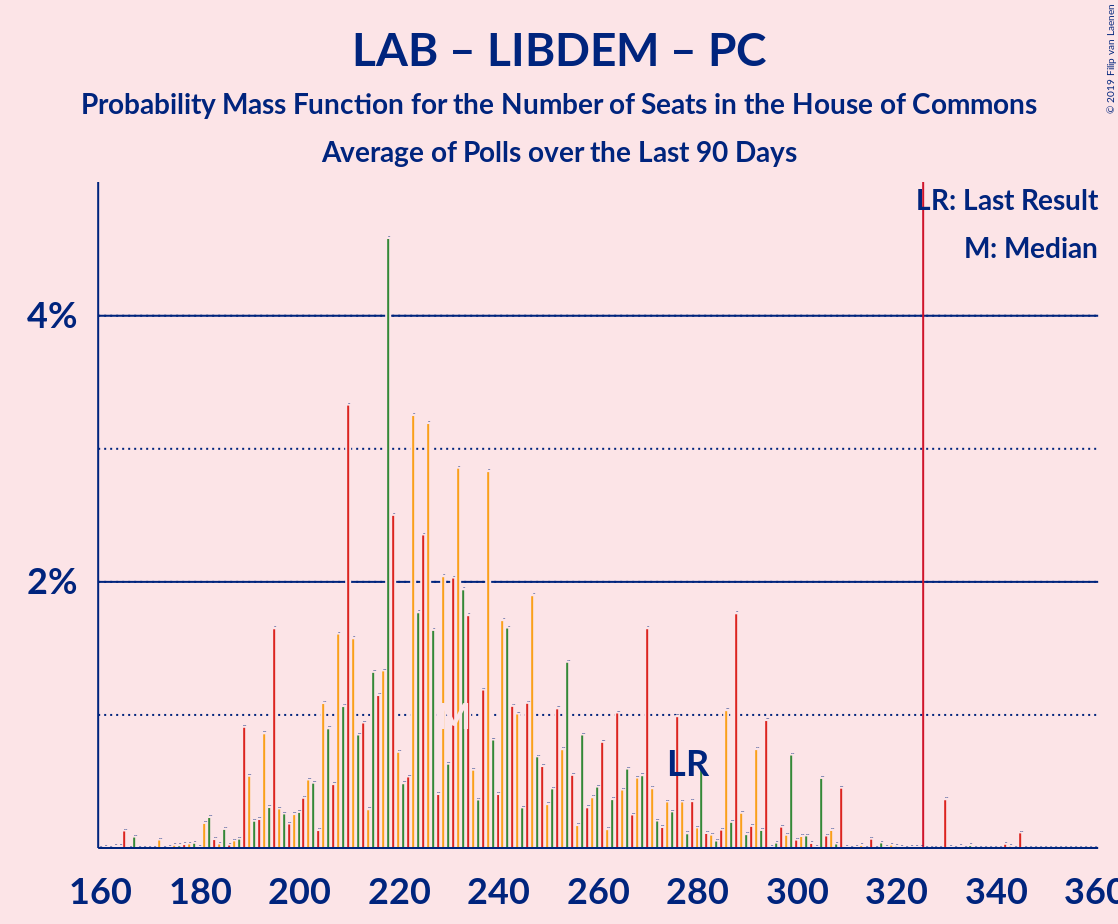 LAB – LIBDEM – PC
Probability Mass Function for the Number of Seats in the House of Commons
Average of Polls over the Last 90 Days
© 2019 Filip van Laenen
LR: Last Result
M: Median
4%
2%
M
LR
160 180 200 220 240 260 280 300 320 340 360